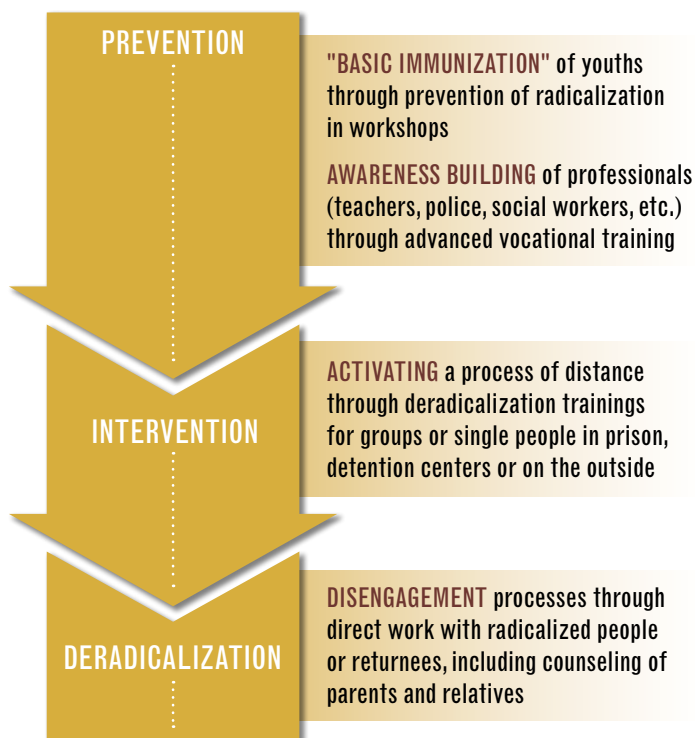 PREVENTION
"BASIC IMMUNIZATION" of youths
through prevention of radicalization
in workshops
AWARENESS BUILDING of professionals
(teachers, police, social workers, etc.)
through advanced vocational training
INTERVENTION
ACTIVATING a process of distance
through deradicalization trainings
for groups or single people in prison,
detention centers or on the outside
DERADICALIZATION
DISENGAGEMENT processes through
direct work with radicalized people
or returnees, including counseling of
parents and relatives